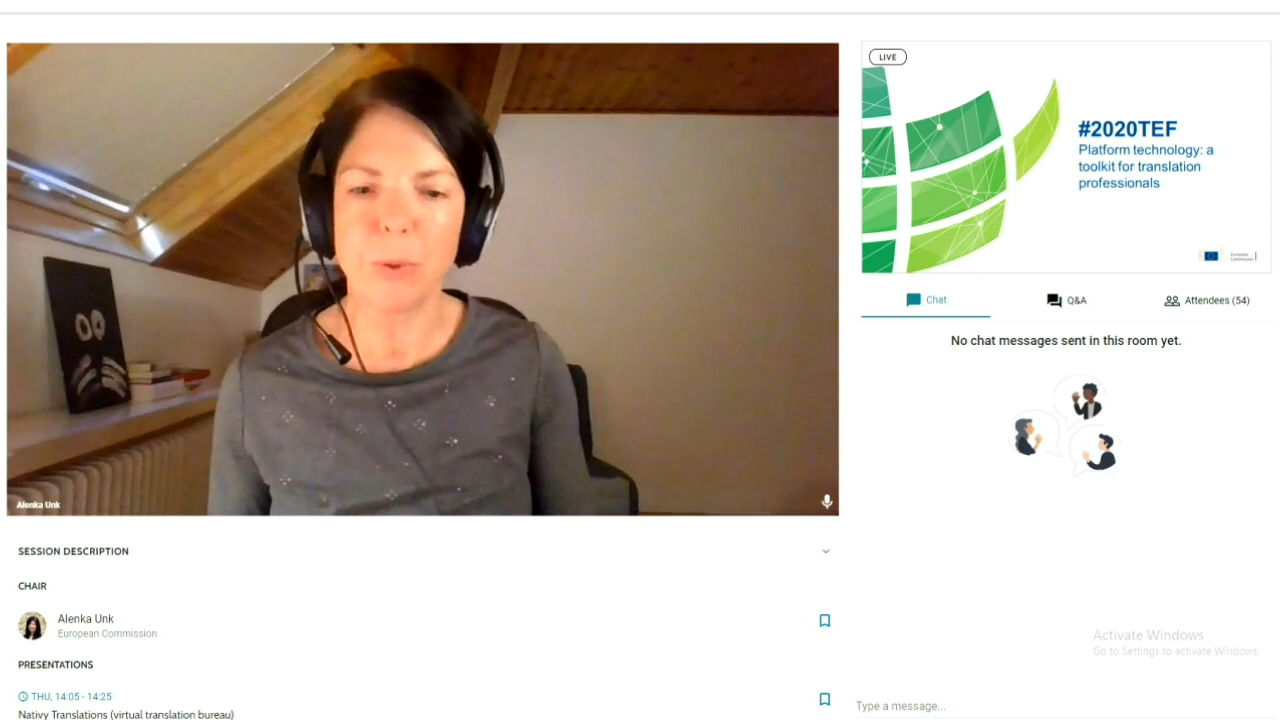 Alenka Unk
SESSION DESCRIPTION
CHAIR
Alenka Unk
European Commission
PRESENTATIONS
THU, 14:05 - 14:25
Nativy Translations (virtual translation bureau)
LIVE
#2020TEF
Platform technology: a
toolkit for translation
professionals
European
Commission
Chat
Q&A
Attendees (54)
No chat messages sent in this room yet.
Activate Windows
Go to Settings to activate Windows.
Type a message...